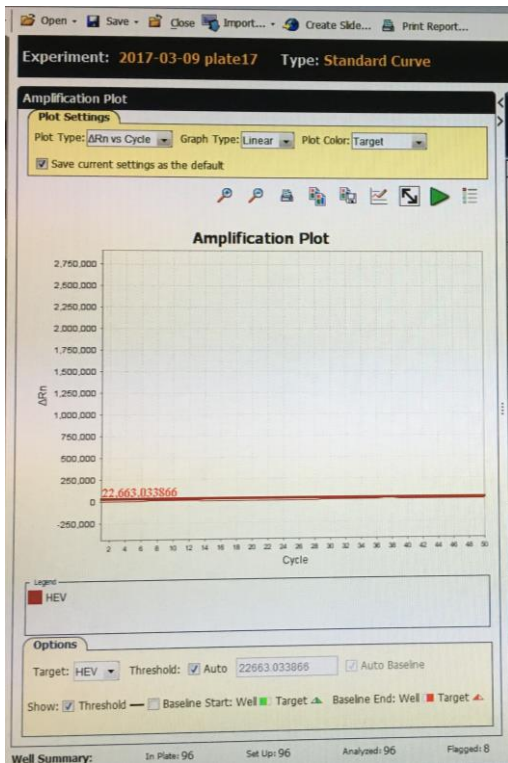 Open Save Close Import... Create Slide... Print Report...
Experiment: 2017-03-09 plate17 Type: Standard Curve
Amplification Plot
Plot Settings
Plot Type: ΔRn vs Cycle Graph Type: Linear Plot Color: Target
Save current settings as the default
Amplification Plot
2,750,000
2,500,000
2,250,000
2,000,000
1,750,000
1,500,000
1,250,000
1,000,000
750,000
500,000
250,000
0
-250,000
ΔRn
22,663.033866
2 4 6 8 10 12 14 16 18 20 22 24 26 28 30 32 34 36 38 40 42 44 46 48 50
Cycle
Legend
HEV
Options
Target: HEV Threshold: Auto 22663.033866 Auto Baseline
Show: Threshold Baseline Start: Well Target Baseline End: Well Target
Well Summary: In Plate: 96 Set Up: 96 Analyzed: 96 Flagged: 8